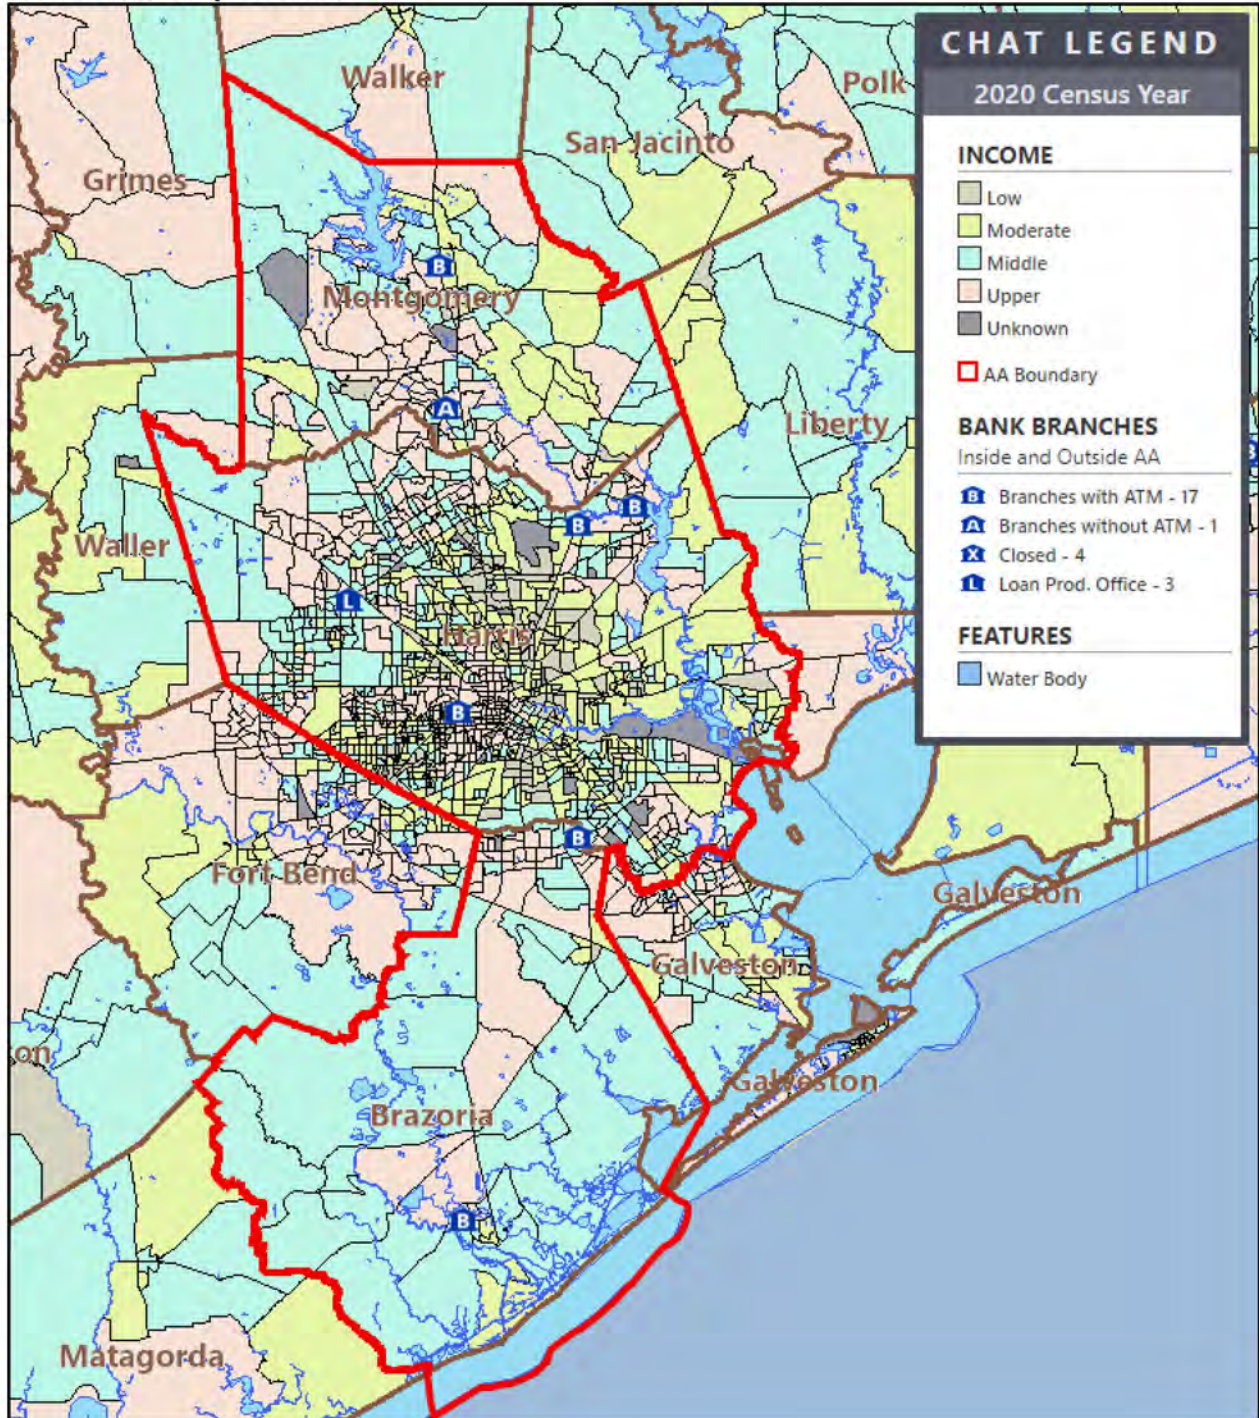 CHAT LEGEND
2020 Census Year
INCOME
Low
Moderate
Middle
Upper
Unknown
AA Boundary
BANK BRANCHES
Inside and Outside AA
B Branches with ATM - 17
A Branches without ATM - 1
X Closed - 4
L Loan Prod. Office - 3
FEATURES
Water Body
Walker
Polk
San Jacinto
Grimes
B
Montgomery
A
Liberty
B
B
B
Waller
L
Harris
B
B
Fort Bend
Galveston
Galveston
on
Galveston
Brazoria
B
Matagorda